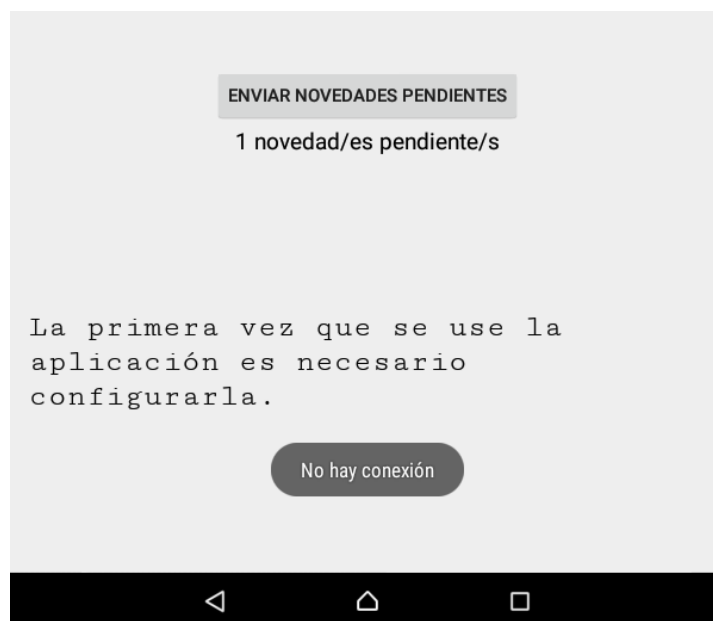 ENVIAR NOVEDADES PENDIENTES
1 novedad/es pendiente/s
La primera vez que se use la
aplicación es necesario
configurarla.
No hay conexión